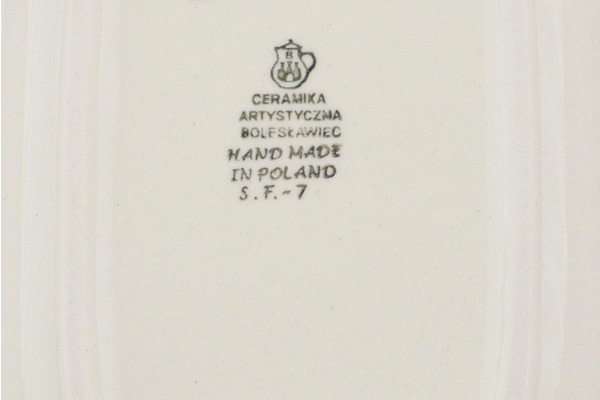 B
CERAMIKA
ARTYSTYCZNA
BOLESŁAWIEC
HAND MADE
IN POLAND
S.F.~7